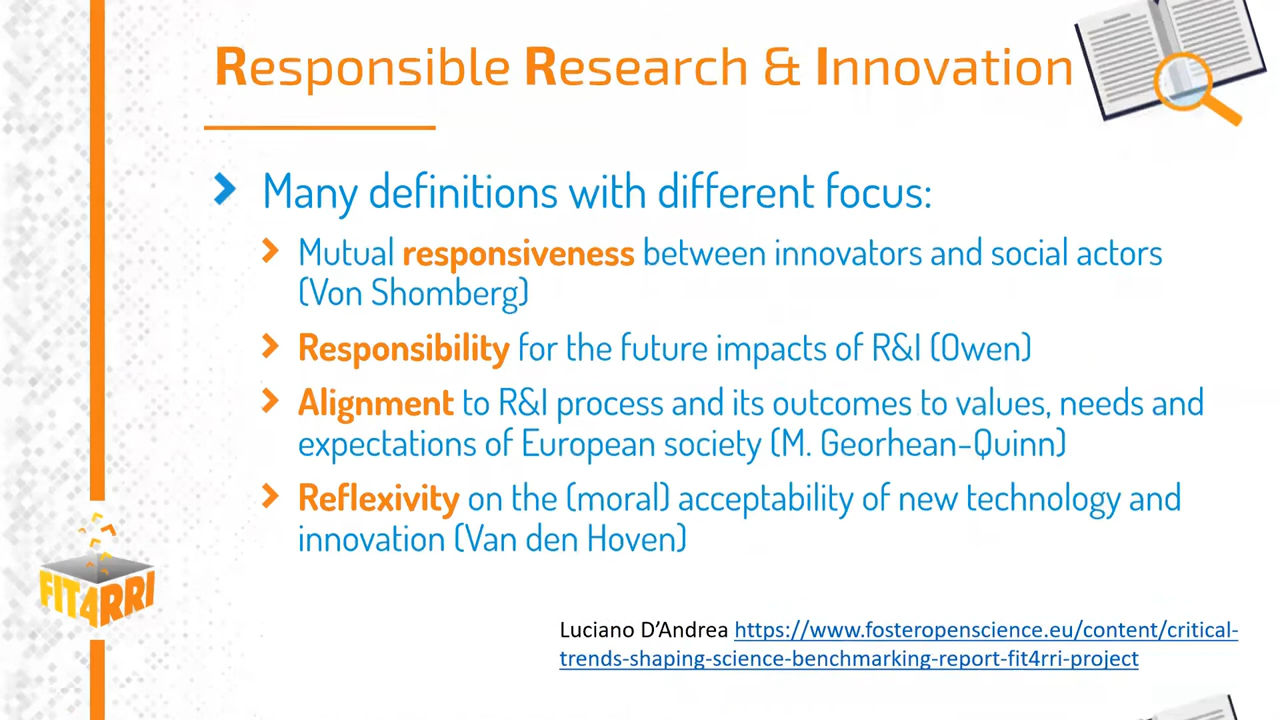 Responsible Research & Innovation
Many definitions with different focus:
Mutual responsiveness between innovators and social actors
(Von Shomberg)
Responsibility for the future impacts of R&I (Owen)
Alignment to R&I process and its outcomes to values, needs and
expectations of European society (M. Georhean-Quinn)
Reflexivity on the (moral) acceptability of new technology and
innovation (Van den Hoven)
FIT4RRI
Luciano D’Andrea https://www.fosteropenscience.eu/content/critical-
trends-shaping-science-benchmarking-report-fit4rri-project